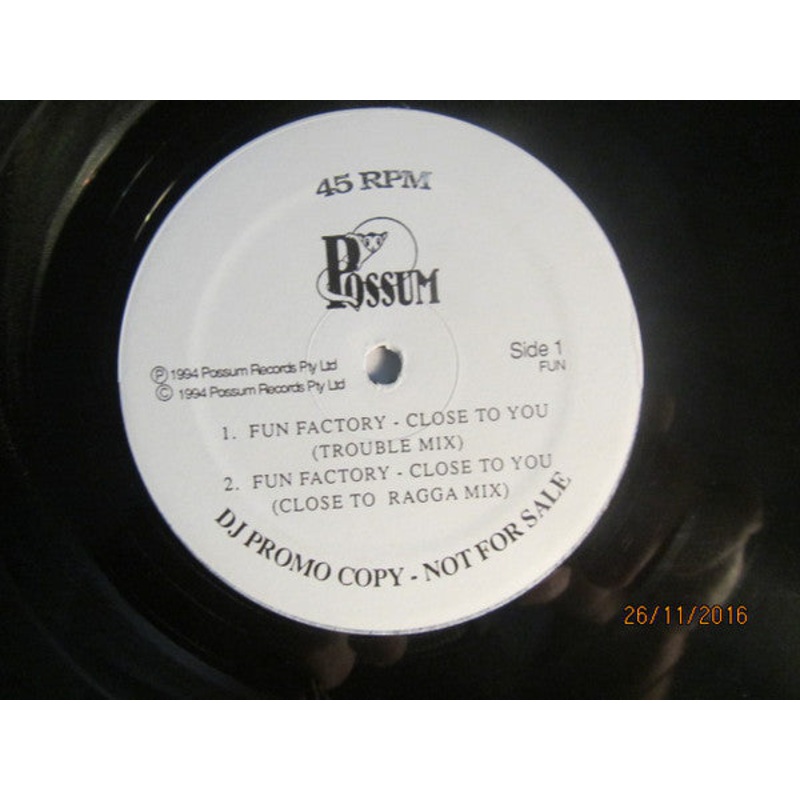 45 RPM
POSSUM
Ⓟ 1994 Possum Records Pty Ltd
© 1994 Possum Records Pty Ltd
Side 1
FUN
1. FUN FACTORY - CLOSE TO YOU
(TROUBLE MIX)
2. FUN FACTORY - CLOSE TO YOU
(CLOSE TO RAGGA MIX)
DJ PROMO COPY - NOT FOR SALE
26/11/2016